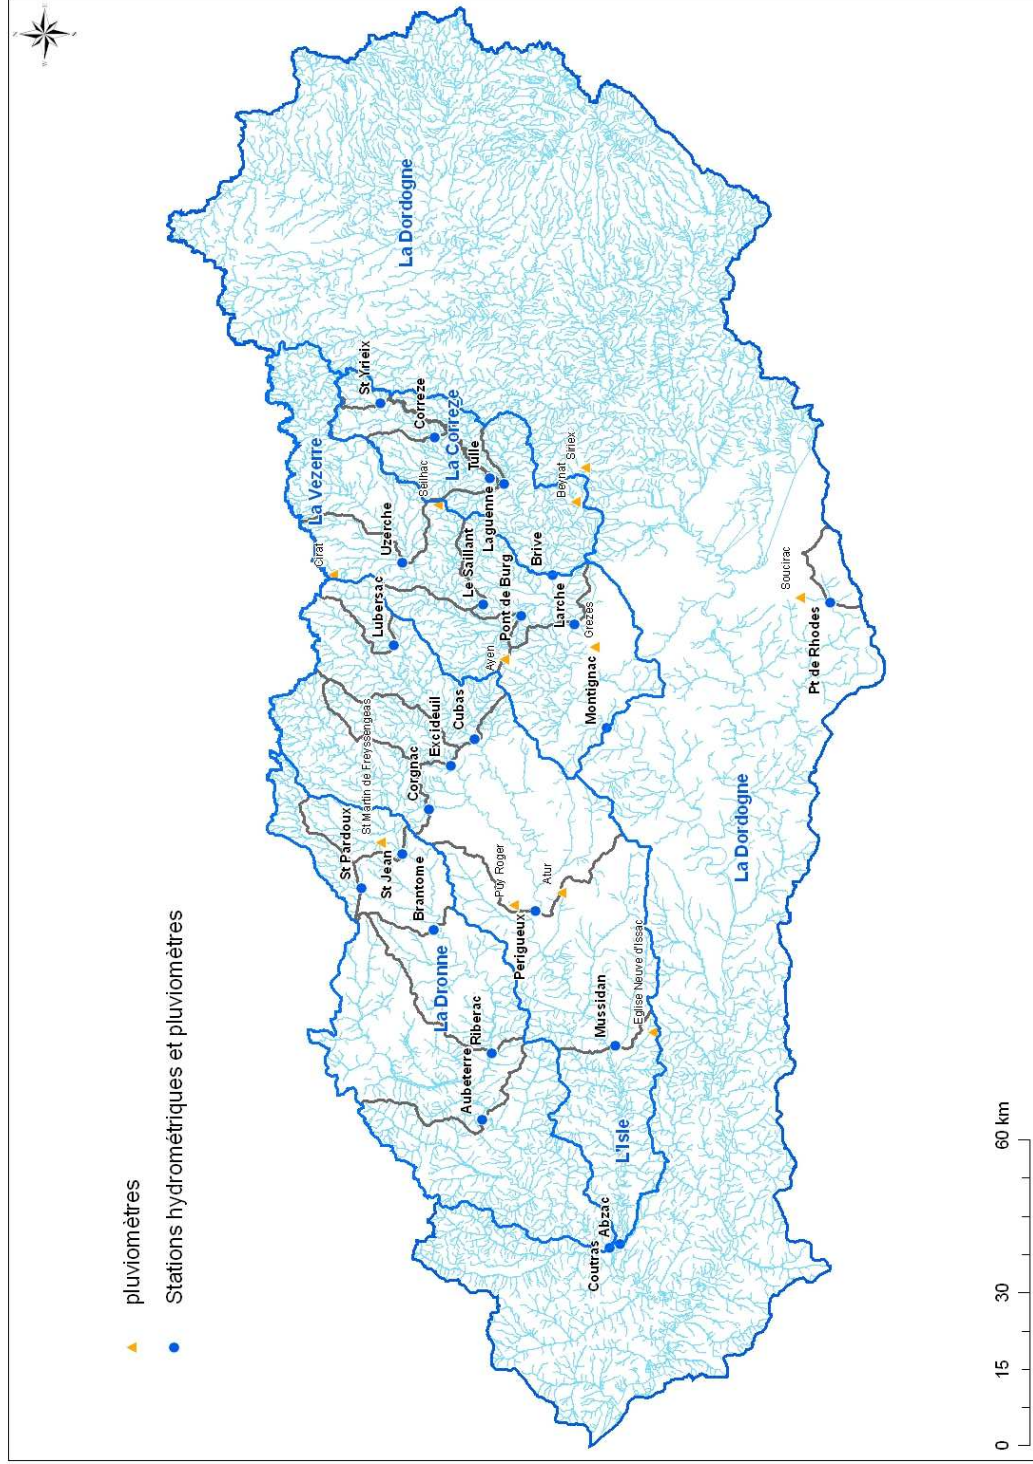 pluviomètres
Stations hydrométriques et pluviomètres
La Dordogne
St Yrieix
Correze
La Correze
La Vezerre
Tulle
Seilhac
Laguenne
Uzerche
Cirat
Le Saillant
Lubersac
Pont de Burg
Brive
Beynat
Siriex
Larche
Grezes
Ayen
Montignac
Soucirac
Pt de Rhodes
Cubas
Excideuil
Corgnac
St Martin de Freyssengeas
St Pardoux
St Jean
Brantome
Puy Roger
Atur
Perigueux
La Dronne
Riberac
Aubeterre
Mussidan
Eglise Neuve d'Issac
La Dordogne
L'Isle
Abzac
Coutras
0 15 30 60 km